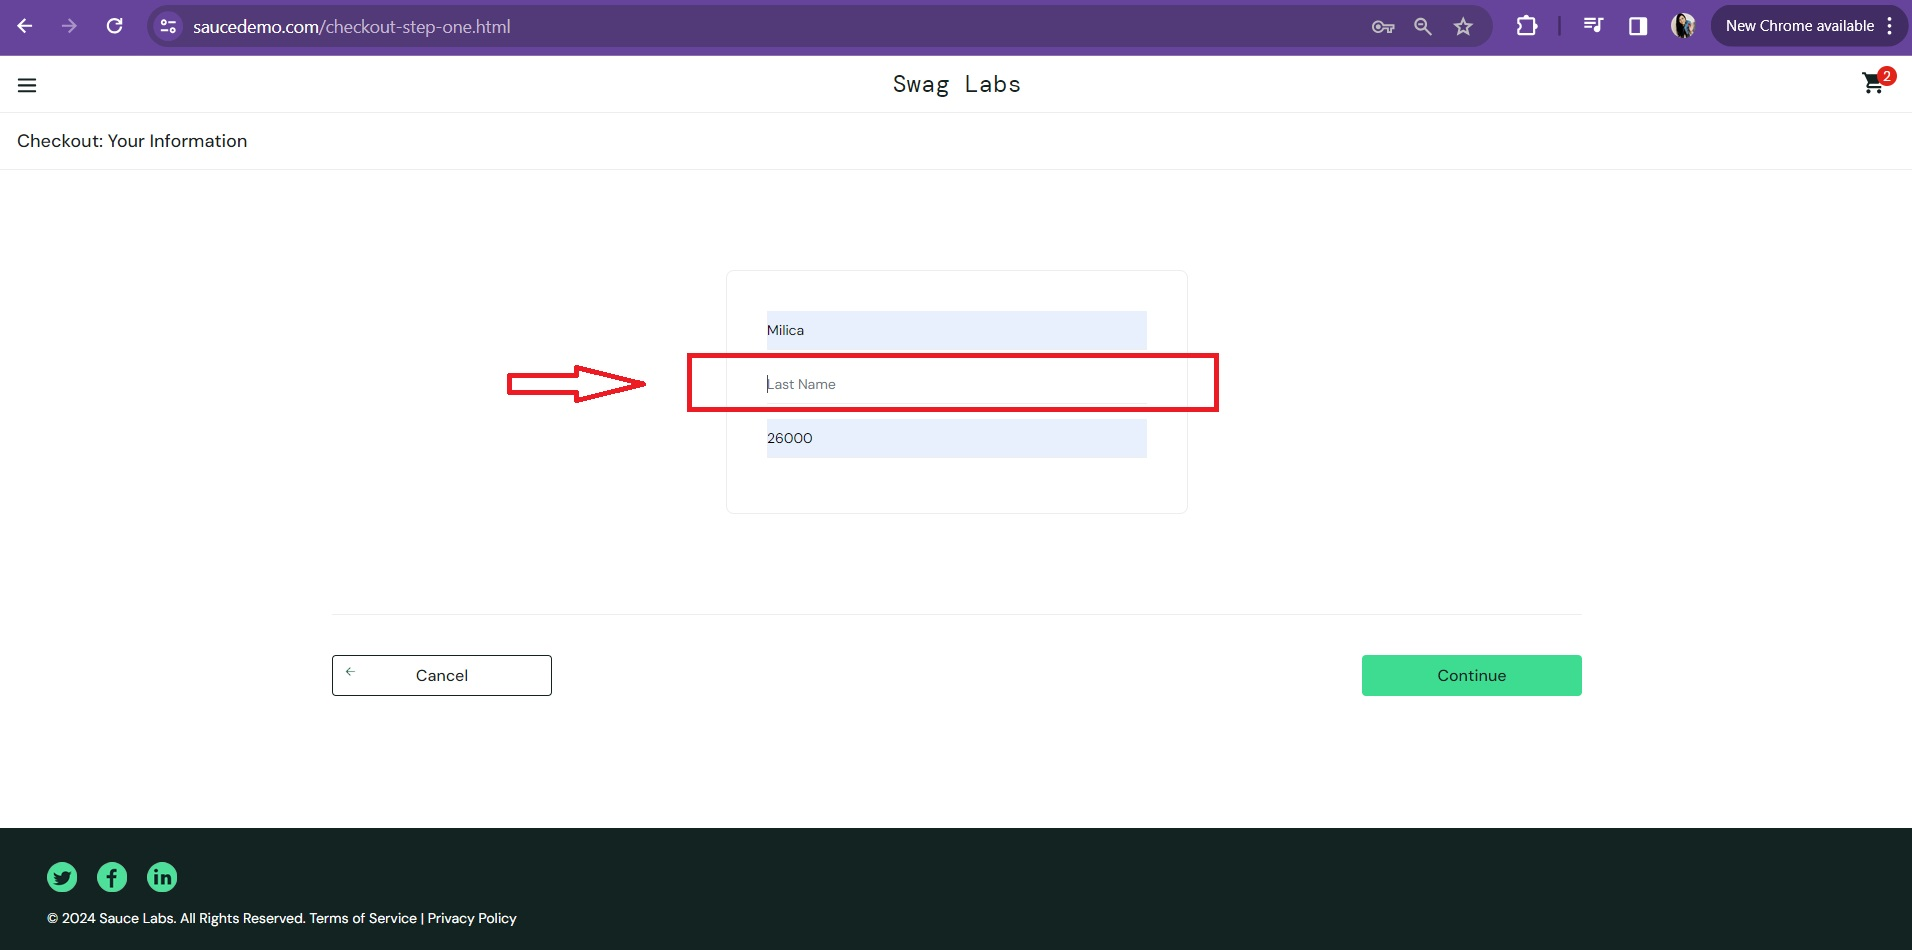 saucedemo.com/checkout-step-one.html
New Chrome available
Swag Labs
2
Checkout: Your Information
Milica
Last Name
26000
Cancel
Continue
© 2024 Sauce Labs. All Rights Reserved. Terms of Service | Privacy Policy